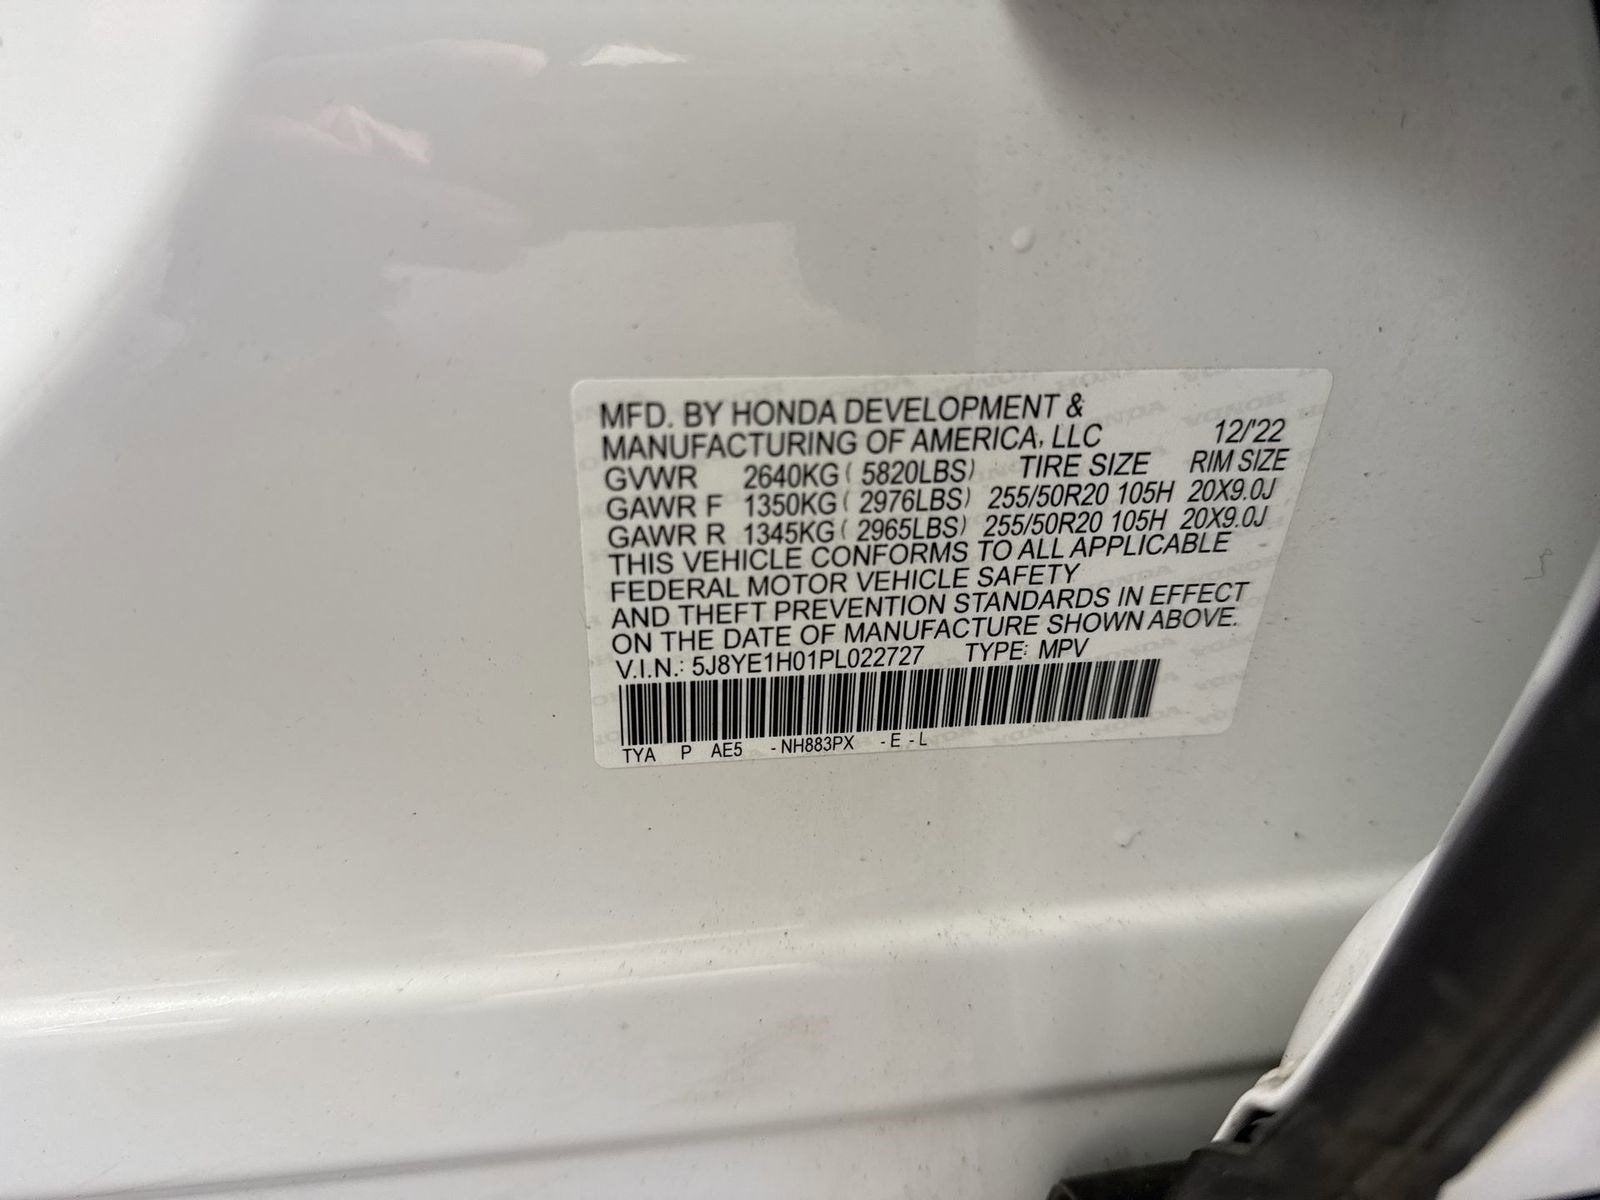 MFD. BY HONDA DEVELOPMENT &
MANUFACTURING OF AMERICA, LLC 12/'22
GVWR 2640KG ( 5820LBS) TIRE SIZE RIM SIZE
GAWR F 1350KG ( 2976LBS) 255/50R20 105H 20X9.0J
GAWR R 1345KG ( 2965LBS) 255/50R20 105H 20X9.0J
THIS VEHICLE CONFORMS TO ALL APPLICABLE
FEDERAL MOTOR VEHICLE SAFETY
AND THEFT PREVENTION STANDARDS IN EFFECT
ON THE DATE OF MANUFACTURE SHOWN ABOVE.
V.I.N.: 5J8YE1H01PL022727 TYPE: MPV
TYA P AE5 - NH883PX - E - L